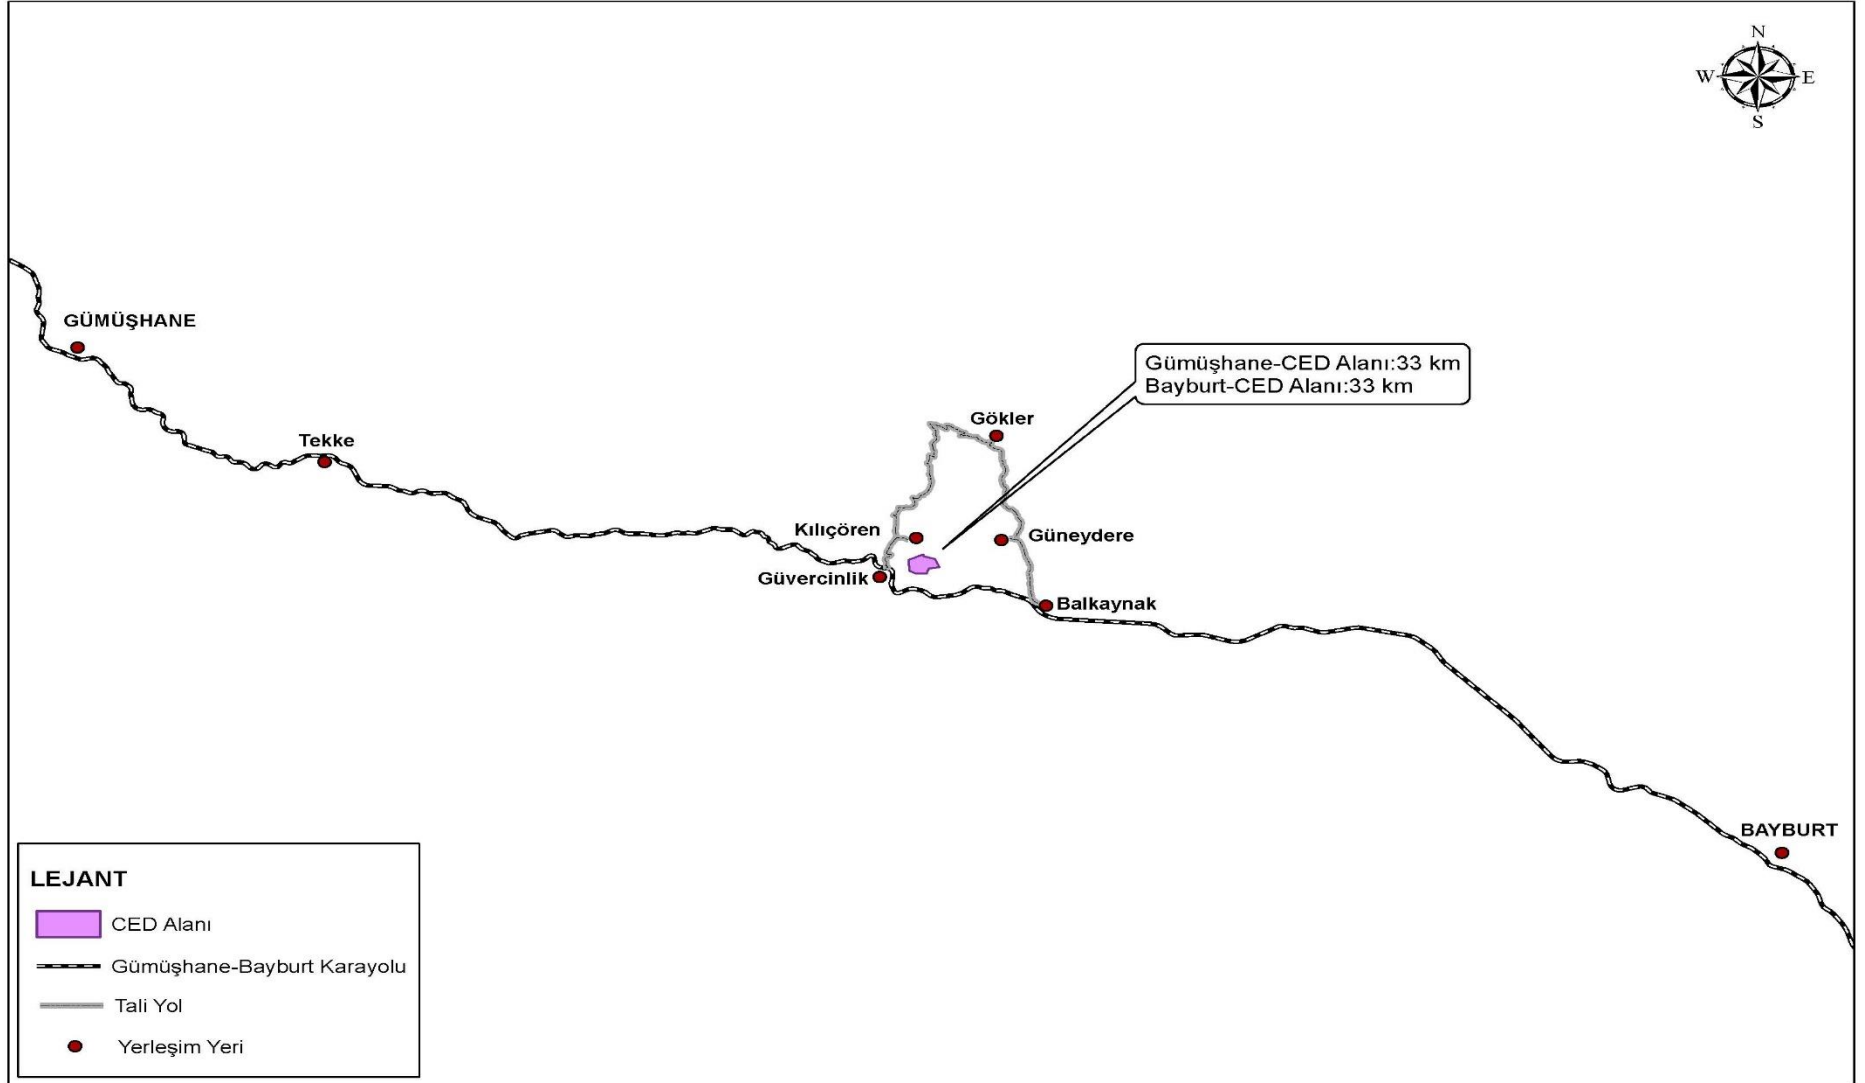 N
W
E
S
GÜMÜŞHANE
Gümüşhane-CED Alanı:33 km
Bayburt-CED Alanı:33 km
Gökler
Tekke
Kılıçören
Güneydere
Güvercinlik
Balkaynak
BAYBURT
LEJANT
CED Alanı
Gümüşhane-Bayburt Karayolu
Tali Yol
Yerleşim Yeri